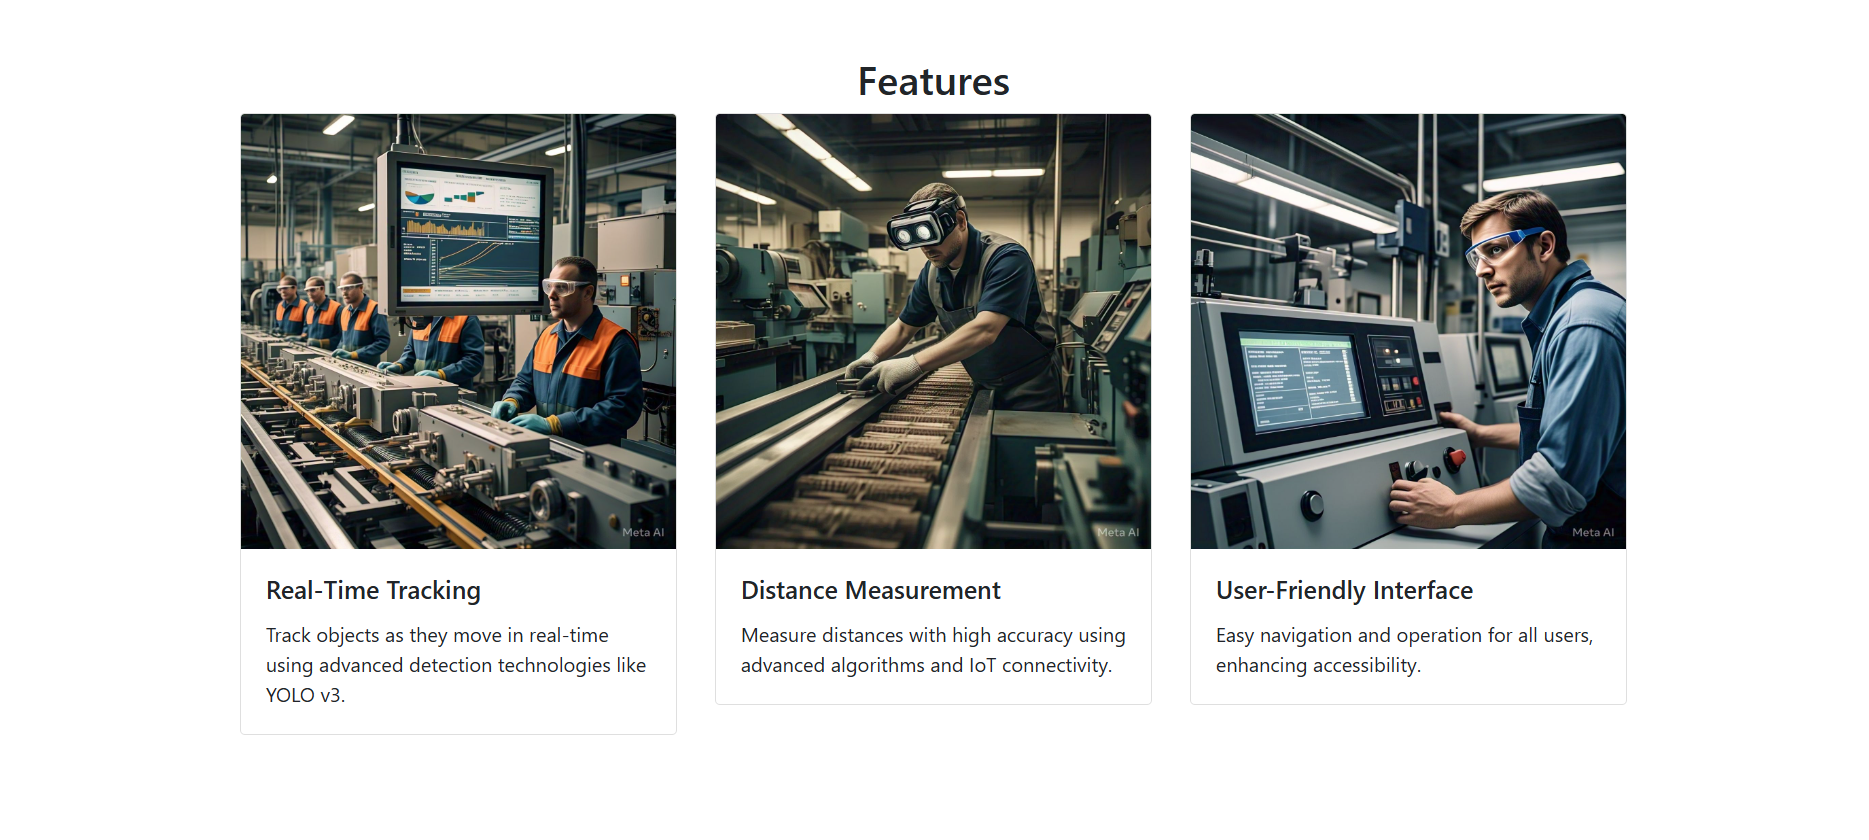 Features
Meta AI
Meta AI
Meta AI
Real-Time Tracking
Track objects as they move in real-time
using advanced detection technologies like
YOLO v3.
Distance Measurement
Measure distances with high accuracy using
advanced algorithms and IoT connectivity.
User-Friendly Interface
Easy navigation and operation for all users,
enhancing accessibility.